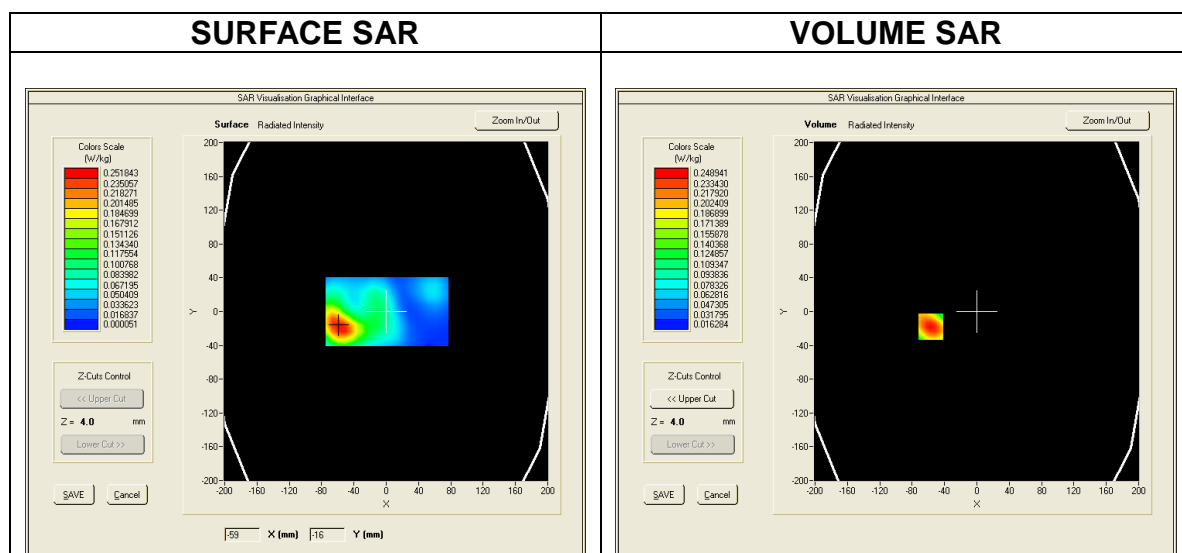 SURFACE SAR
VOLUME SAR
SAR Visualisation Graphical Interface
Surface Radiated Intensity
Zoom In/Out
Colors Scale
(W/kg)
0.251843
0.235057
0.218271
0.201485
0.184699
0.167912
0.151126
0.134340
0.117554
0.100768
0.083982
0.067195
0.050409
0.033623
0.016837
0.000051
Z-Cuts Control
<< Upper Cut
Z = 4.0 mm
Lower Cut >>
SAVE Cancel
200
160
120
80
40
0
-40
-80
-120
-160
-200
Y
-200 -160 -120 -80 -40 0 40 80 120 160 200
X
-59 X (mm) -16 Y (mm)
SAR Visualisation Graphical Interface
Volume Radiated Intensity
Zoom In/Out
Colors Scale
(W/kg)
0.248941
0.233430
0.217920
0.202409
0.186899
0.171389
0.155878
0.140368
0.124857
0.109347
0.093836
0.078326
0.062816
0.047305
0.031795
0.016284
Z-Cuts Control
<< Upper Cut
Z = 4.0 mm
Lower Cut >>
SAVE Cancel
200
160
120
80
40
0
-40
-80
-120
-160
-200
Y
-200 -160 -120 -80 -40 0 40 80 120 160 200
X